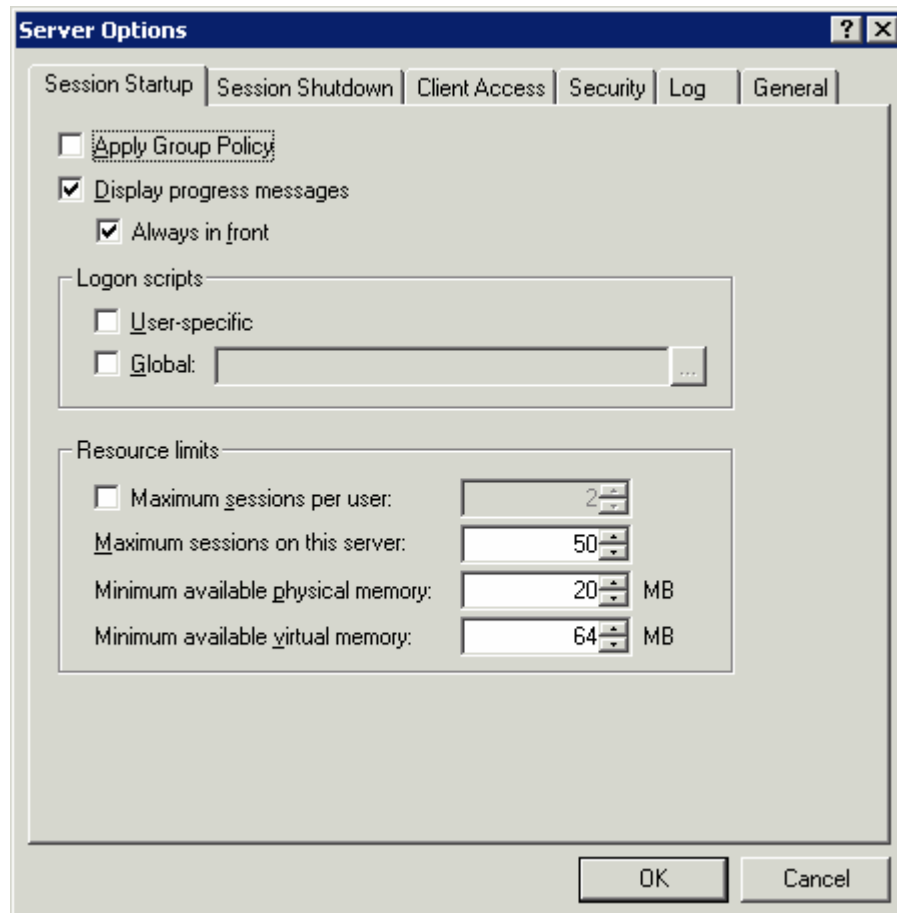 Server Options
Session Startup Session Shutdown Client Access Security Log General
Apply Group Policy
Display progress messages
Always in front
Logon scripts
User-specific
Global: ...
Resource limits
Maximum sessions per user: 2
Maximum sessions on this server: 50
Minimum available physical memory: 20 MB
Minimum available virtual memory: 64 MB
OK Cancel